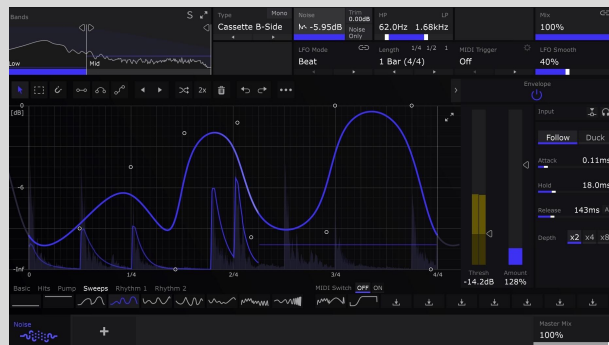 Bands
S
Low
Mid
Type
Mono
Cassette B-Side
Noise
-5.95dB
Trim
0.00dB
Noise
Only
HP
LP
62.0Hz
1.68kHz
Mix
100%
LFO Mode
Beat
Length
1/4
1/2
1
1 Bar (4/4)
MIDI Trigger
Off
LFO Smooth
40%
2x
Envelope
0
[dB]
-6
-Inf
0
1/4
2/4
3/4
4/4
Input
Follow
Duck
Attack
0.11ms
Hold
18.0ms
Release
143ms
A
Depth
x2
x4
x8
Thresh
-14.2dB
Amount
128%
Basic
Hits
Pump
Sweeps
Rhythm 1
Rhythm 2
MIDI Switch
OFF
ON
Noise
+
Master Mix
100%